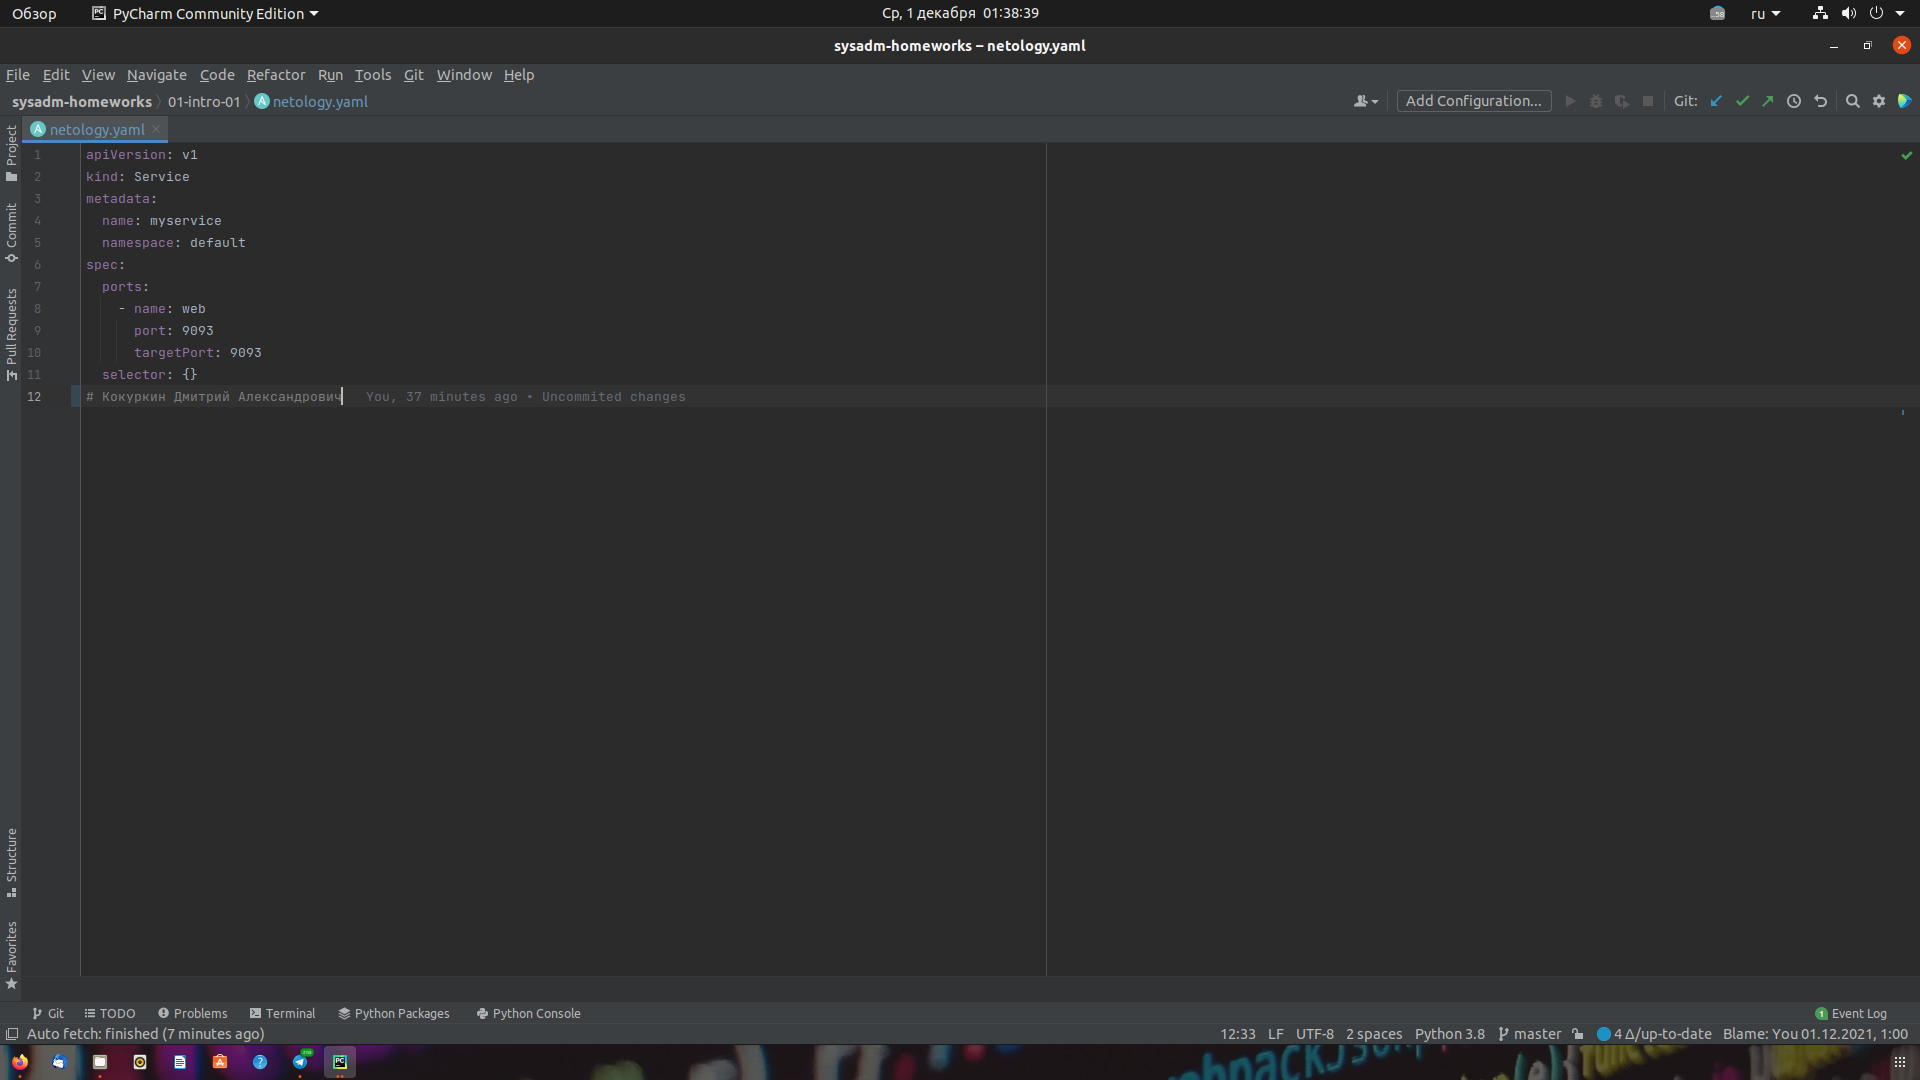 Обзор PyCharm Community Edition Ср, 1 декабря 01:38:39 ru
sysadm-homeworks – netology.yaml
File Edit View Navigate Code Refactor Run Tools Git Window Help
sysadm-homeworks 01-intro-01 netology.yaml Add Configuration... Git:
netology.yaml
Project
Commit
Pull Requests
Structure
Favorites
1 apiVersion: v1
2 kind: Service
3 metadata:
4 name: myservice
5 namespace: default
6 spec:
7 ports:
8 - name: web
9 port: 9093
10 targetPort: 9093
11 selector: {}
12 # Кокуркин Дмитрий Александрович You, 37 minutes ago • Uncommited changes
Git TODO Problems Terminal Python Packages Python Console 1 Event Log
Auto fetch: finished (7 minutes ago) 12:33 LF UTF-8 2 spaces Python 3.8 master 4 Δ/up-to-date Blame: You 01.12.2021, 1:00